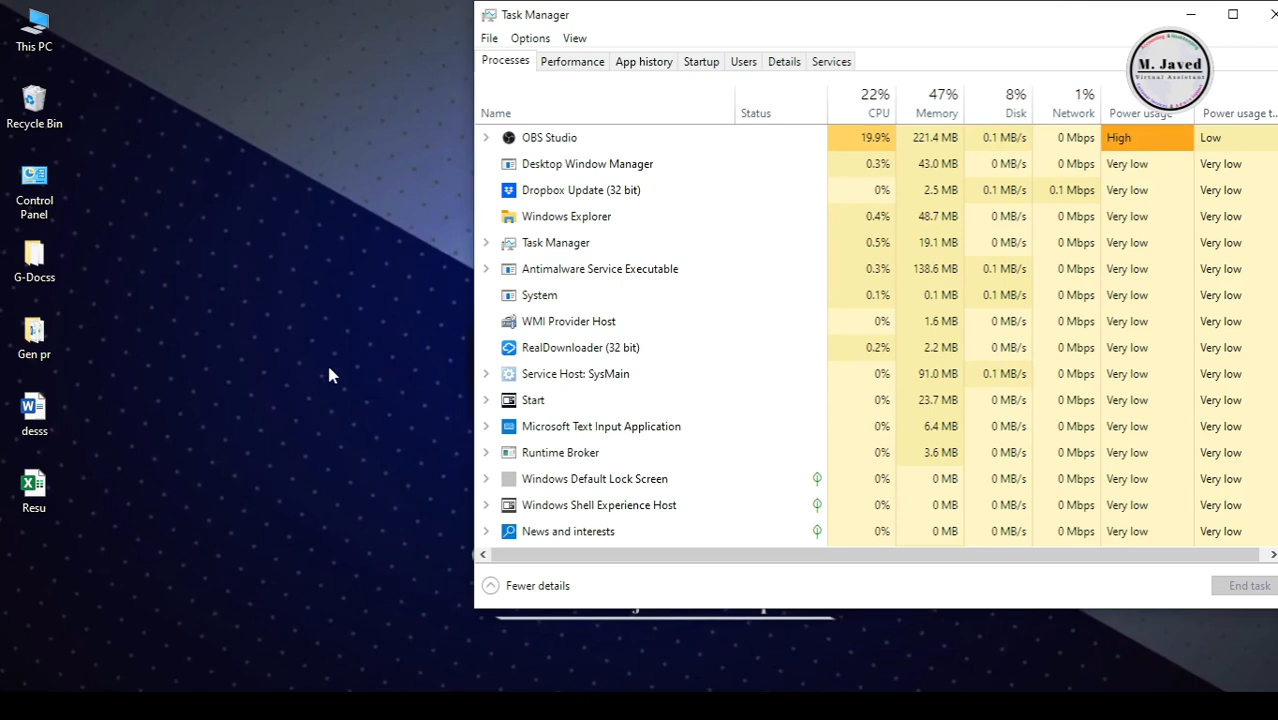 This PC
Recycle Bin
Control
Panel
G-Docss
Gen pr
desss
Resu
Task Manager
File Options View
Processes Performance App history Startup Users Details Services
M. Javed
Virtual Assistant
22% 47% 8% 1%
Name Status CPU Memory Disk Network Power usage Power usage t...
OBS Studio 19.9% 221.4 MB 0.1 MB/s 0 Mbps High Low
Desktop Window Manager 0.3% 43.0 MB 0 MB/s 0 Mbps Very low Very low
Dropbox Update (32 bit) 0% 2.5 MB 0.1 MB/s 0.1 Mbps Very low Very low
Windows Explorer 0.4% 48.7 MB 0 MB/s 0 Mbps Very low Very low
Task Manager 0.5% 19.1 MB 0 MB/s 0 Mbps Very low Very low
Antimalware Service Executable 0.3% 138.6 MB 0.1 MB/s 0 Mbps Very low Very low
System 0.1% 0.1 MB 0.1 MB/s 0 Mbps Very low Very low
WMI Provider Host 0% 1.6 MB 0 MB/s 0 Mbps Very low Very low
RealDownloader (32 bit) 0.2% 2.2 MB 0 MB/s 0 Mbps Very low Very low
Service Host: SysMain 0% 91.0 MB 0.1 MB/s 0 Mbps Very low Very low
Start 0% 23.7 MB 0 MB/s 0 Mbps Very low Very low
Microsoft Text Input Application 0% 6.4 MB 0 MB/s 0 Mbps Very low Very low
Runtime Broker 0% 3.6 MB 0 MB/s 0 Mbps Very low Very low
Windows Default Lock Screen 0% 0 MB 0 MB/s 0 Mbps Very low Very low
Windows Shell Experience Host 0% 0 MB 0 MB/s 0 Mbps Very low Very low
News and interests 0% 0 MB 0 MB/s 0 Mbps Very low Very low
Fewer details End task